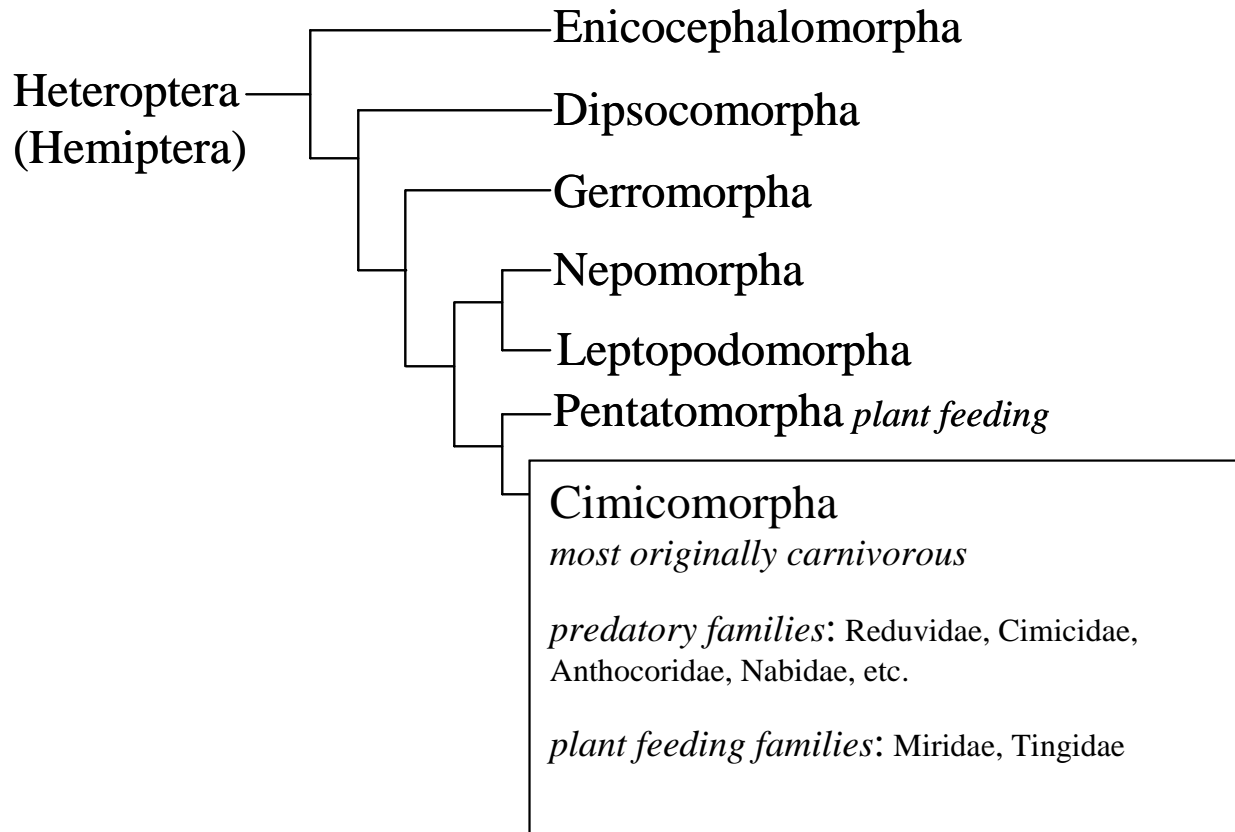 Enicocephalomorpha
Heteroptera
(Hemiptera)
Dipsocomorpha
Gerromorpha
Nepomorpha
Leptopodomorpha
Pentatomorpha plant feeding
Cimicomorpha
most originally carnivorous
predatory families: Reduvidae, Cimicidae,
Anthocoridae, Nabidae, etc.
plant feeding families: Miridae, Tingidae